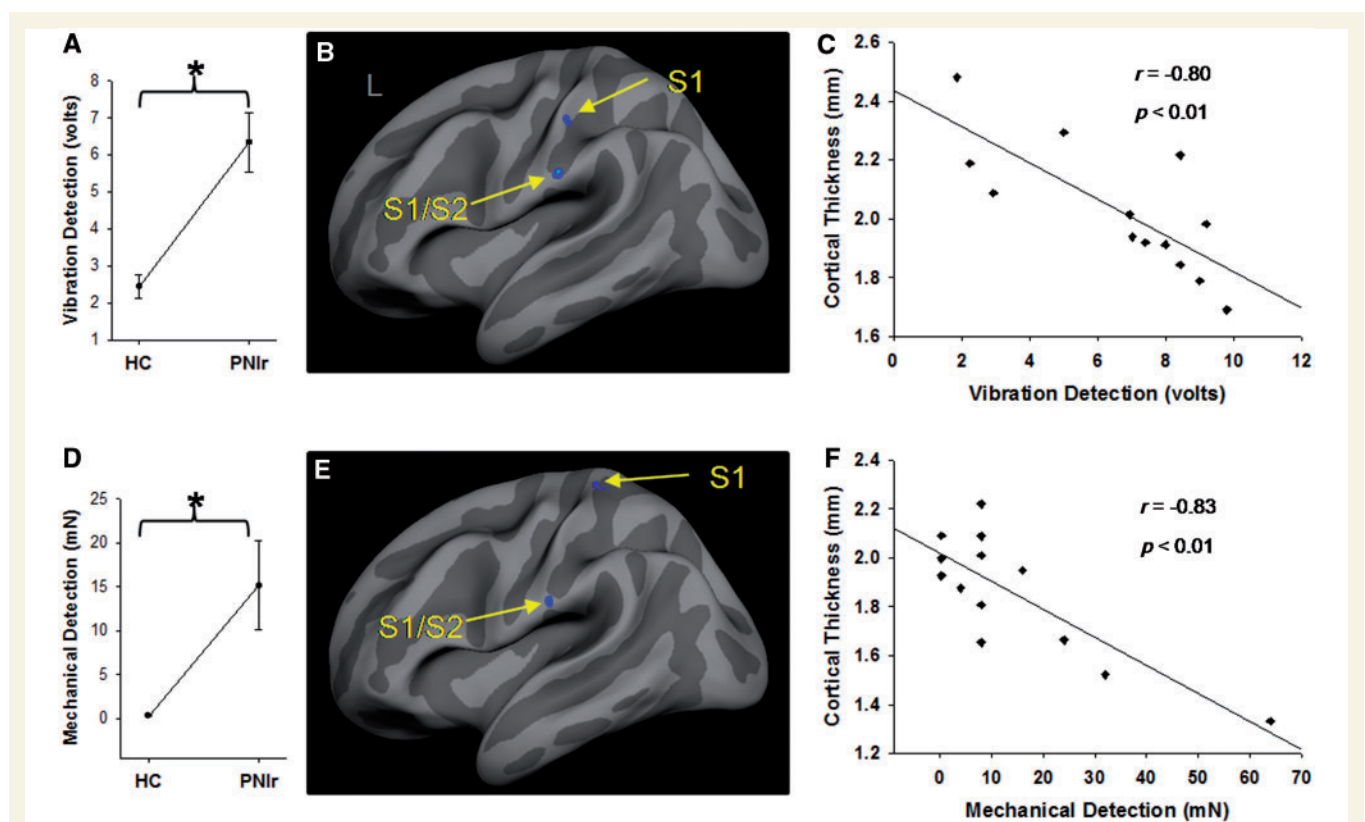 A
*
Vibration Detection (volts)
8
7
6
5
4
3
2
1
HC
PNIr
B
L
S1
S1/S2
C
Cortical Thickness (mm)
2.6
2.4
2.2
2.0
1.8
1.6
r = -0.80
p < 0.01
0
2
4
6
8
10
12
Vibration Detection (volts)
D
*
Mechanical Detection (mN)
25
20
15
10
5
0
HC
PNIr
E
S1
S1/S2
F
Cortical Thickness (mm)
2.4
2.2
2.0
1.8
1.6
1.4
1.2
r = -0.83
p < 0.01
0
10
20
30
40
50
60
70
Mechanical Detection (mN)